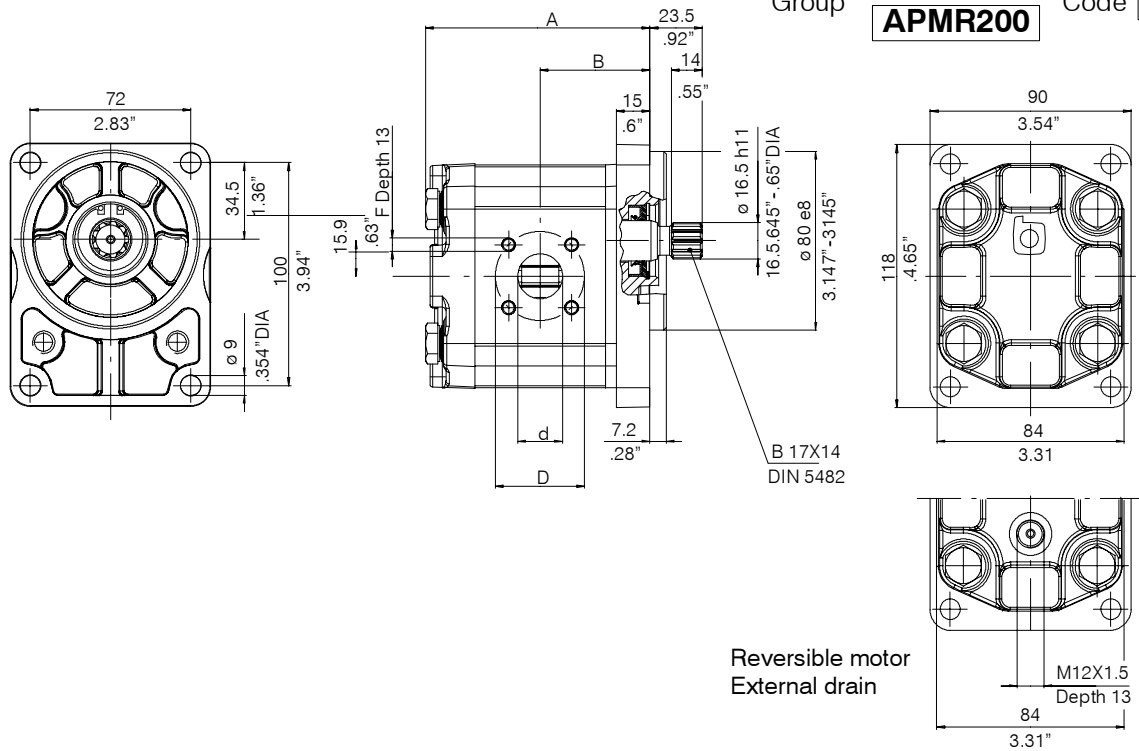 Group
APMR200
Code
72
2.83”
34.5
1.36”
100
3.94”
ø 9
.354”DIA
A
23.5
.92”
B
14
.55”
15
.6”
F Depth 13
15.9
.63”
ø 16.5 h11
16.5.645”-.65”DIA
ø 80 e8
3.147”-3145”
d
D
7.2
.28”
B 17X14
DIN 5482
90
3.54”
118
4.65”
84
3.31
Reversible motor
External drain
M12X1.5
Depth 13
84
3.31”